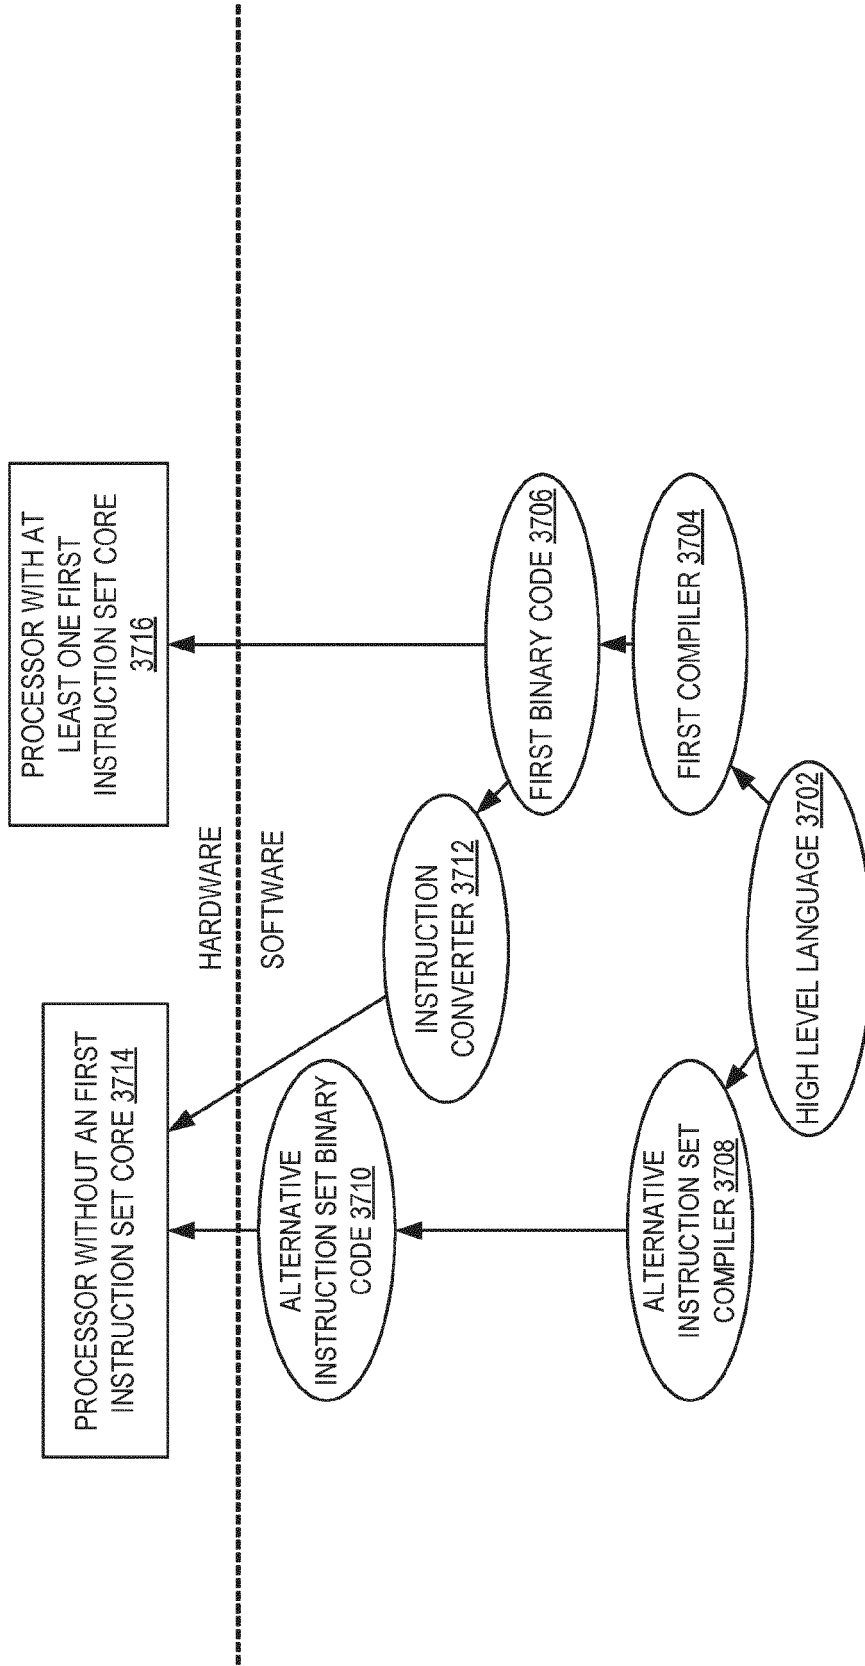 PROCESSOR WITHOUT AN FIRST
INSTRUCTION SET CORE 3714
PROCESSOR WITH AT
LEAST ONE FIRST
INSTRUCTION SET CORE
3716
HARDWARE
SOFTWARE
ALTERNATIVE
INSTRUCTION SET BINARY
CODE 3710
INSTRUCTION
CONVERTER 3712
FIRST BINARY CODE 3706
ALTERNATIVE
INSTRUCTION SET
COMPILER 3708
FIRST COMPILER 3704
HIGH LEVEL LANGUAGE 3702